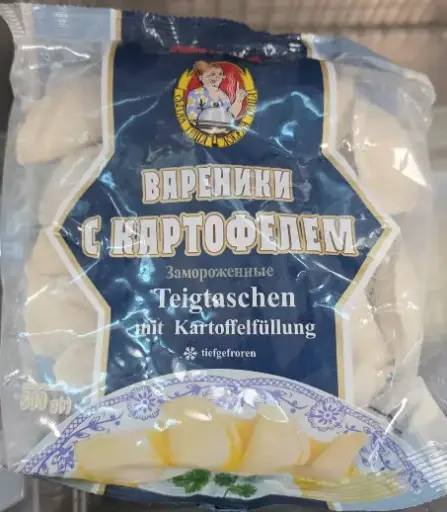 ВАРЕНИКИ
С КАРТОФЕЛЕМ
Замороженные
Teigtaschen
mit Kartoffelfüllung
tiefgefroren